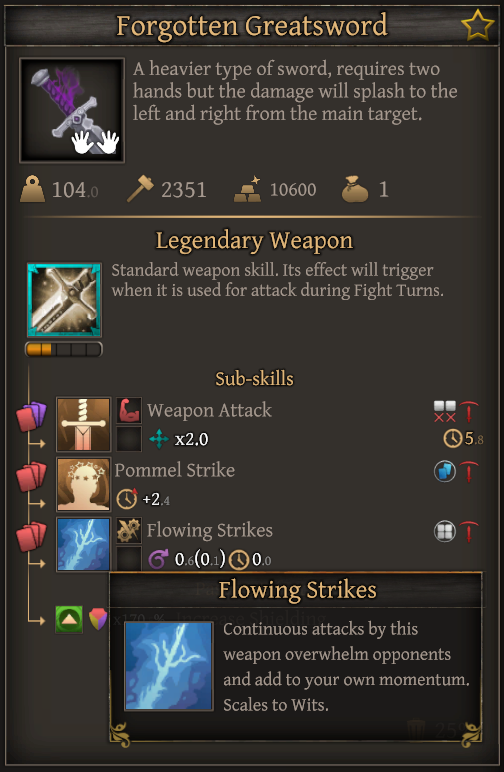 Forgotten Greatsword
A heavier type of sword, requires two
hands but the damage will splash to the
left and right from the main target.
104.0 2351 10600 1
Legendary Weapon
Standard weapon skill. Its effect will trigger
when it is used for attack during Fight Turns.
Sub-skills
Weapon Attack
x2.0 5.8
Pommel Strike
+2.4
Flowing Strikes
0.6(0.1) 0.0
Flowing Strikes
Continuous attacks by this
weapon overwhelm opponents
and add to your own momentum.
Scales to Wits.